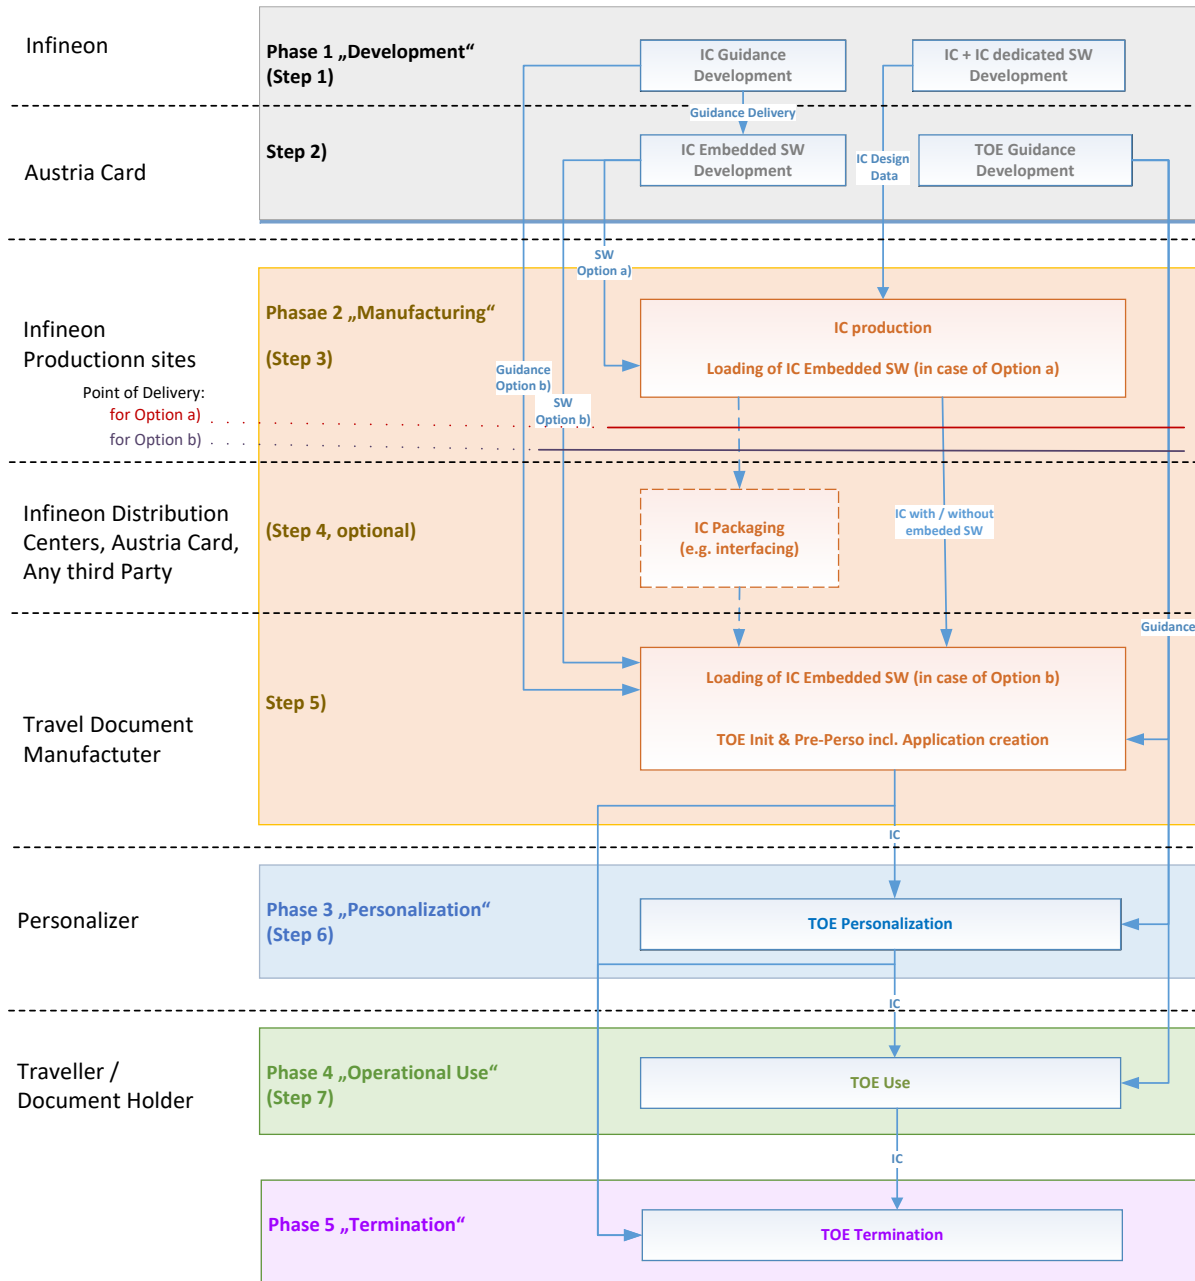 Infineon
Phase 1 „Development“
(Step 1)
IC Guidance
Development
IC + IC dedicated SW
Development
Guidance Delivery
Austria Card
Step 2)
IC Embedded SW
Development
IC Design
Data
TOE Guidance
Development
SW
Option a)
Infineon
Productionn sites
Phasae 2 „Manufacturing“
(Step 3)
IC production
Loading of IC Embedded SW (in case of Option a)
Guidance
Option b)
SW
Option b)
Point of Delivery:
for Option a)
for Option b)
Infineon Distribution
Centers, Austria Card,
Any third Party
(Step 4, optional)
IC Packaging
(e.g. interfacing)
IC with / without
embeded SW
Guidance
Travel Document
Manufactuter
Step 5)
Loading of IC Embedded SW (in case of Option b)
TOE Init & Pre-Perso incl. Application creation
IC
Personalizer
Phase 3 „Personalization“
(Step 6)
TOE Personalization
IC
Traveller /
Document Holder
Phase 4 „Operational Use“
(Step 7)
TOE Use
IC
Phase 5 „Termination“
TOE Termination